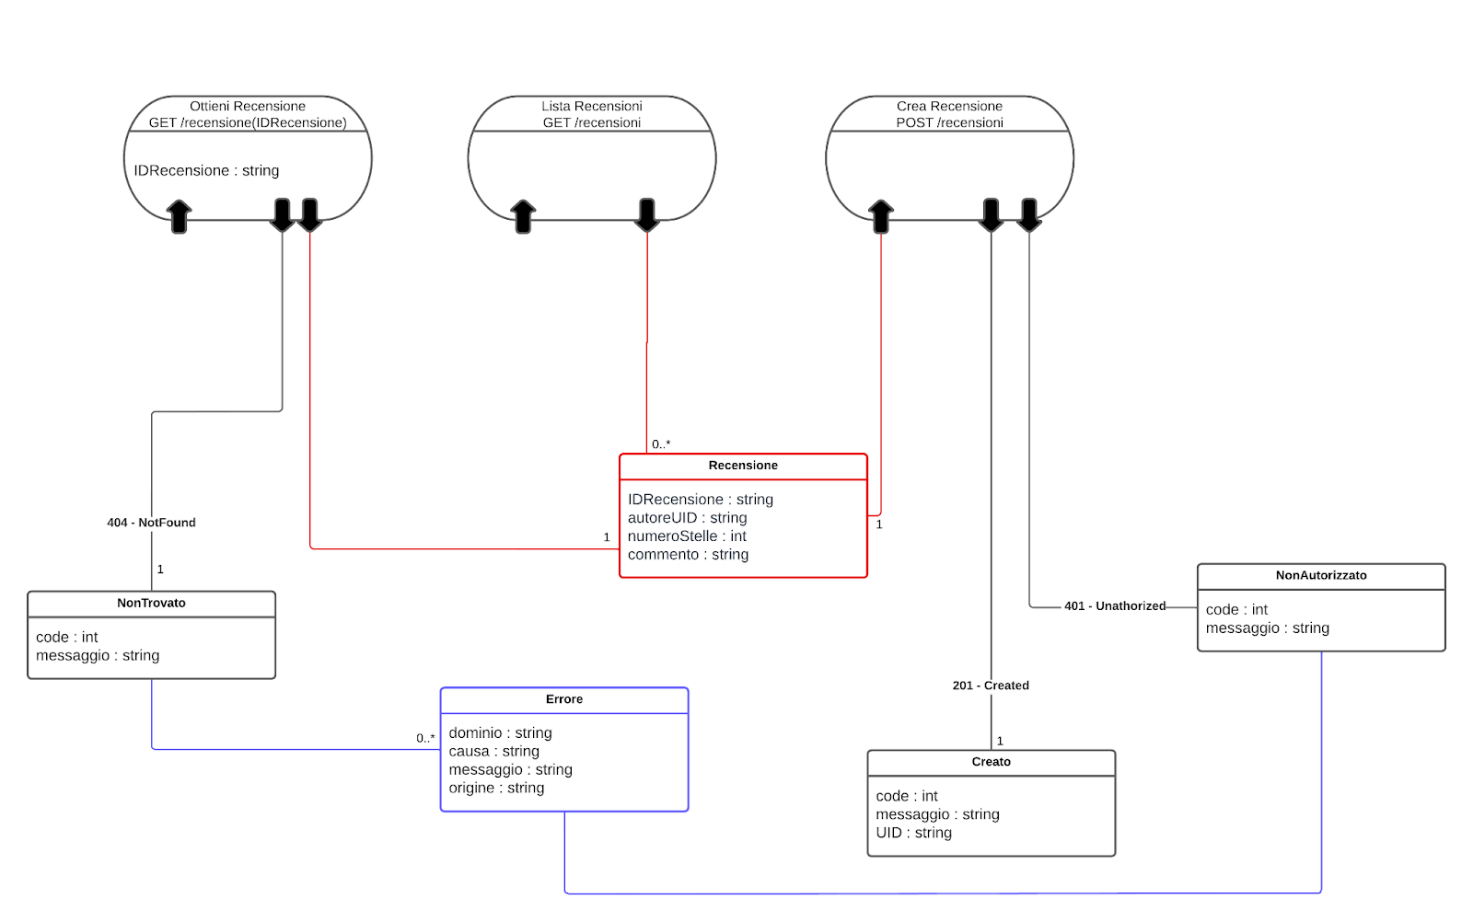 Ottieni Recensione
GET /recensione(IDRecensione)
IDRecensione : string
Lista Recensioni
GET /recensioni
Crea Recensione
POST /recensioni
0..*
Recensione
IDRecensione : string
autoreUID : string
numeroStelle : int
commento : string
1
1
404 - NotFound
1
NonTrovato
code : int
messaggio : string
401 - Unathorized
NonAutorizzato
code : int
messaggio : string
0..*
Errore
dominio : string
causa : string
messaggio : string
origine : string
201 - Created
1
Creato
code : int
messaggio : string
UID : string